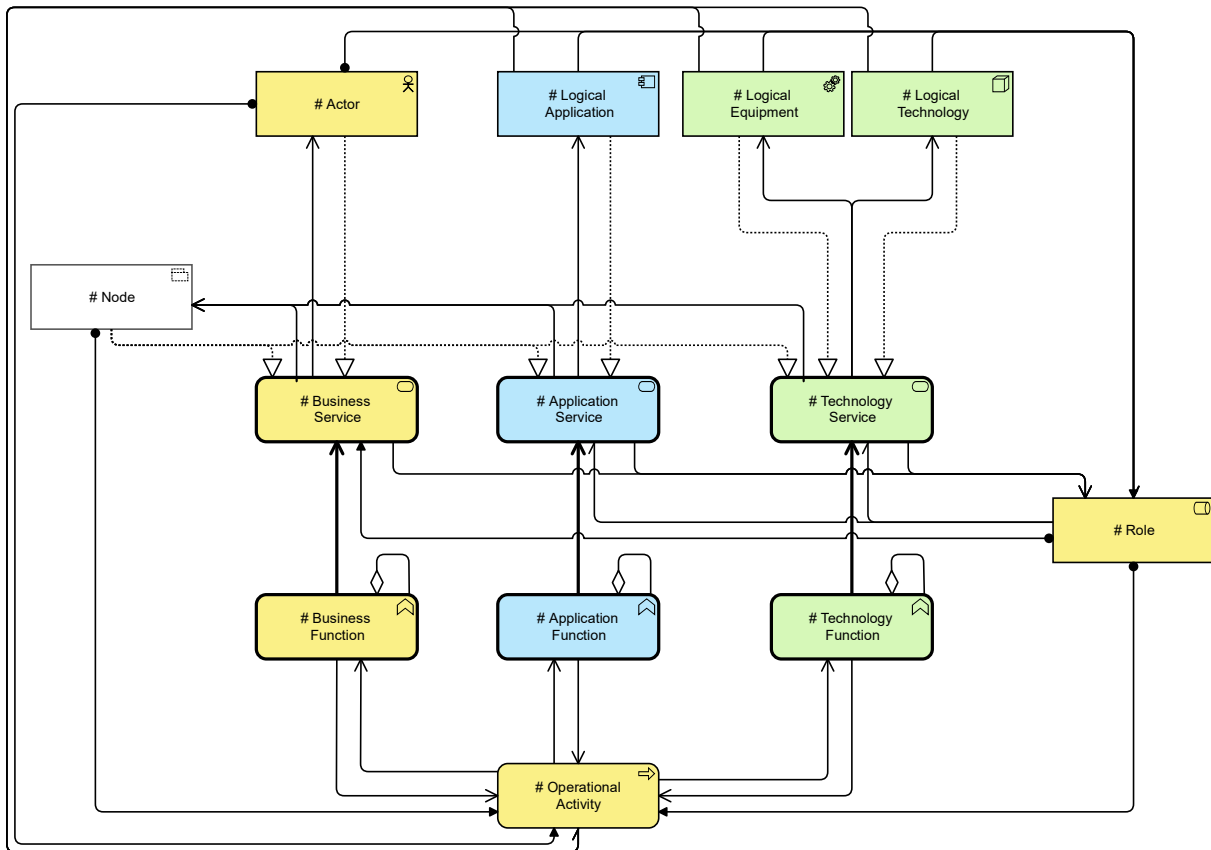 # Actor
# Logical
Application
# Logical
Equipment
# Logical
Technology
# Node
# Business
Service
# Application
Service
# Technology
Service
# Role
# Business
Function
# Application
Function
# Technology
Function
# Operational
Activity